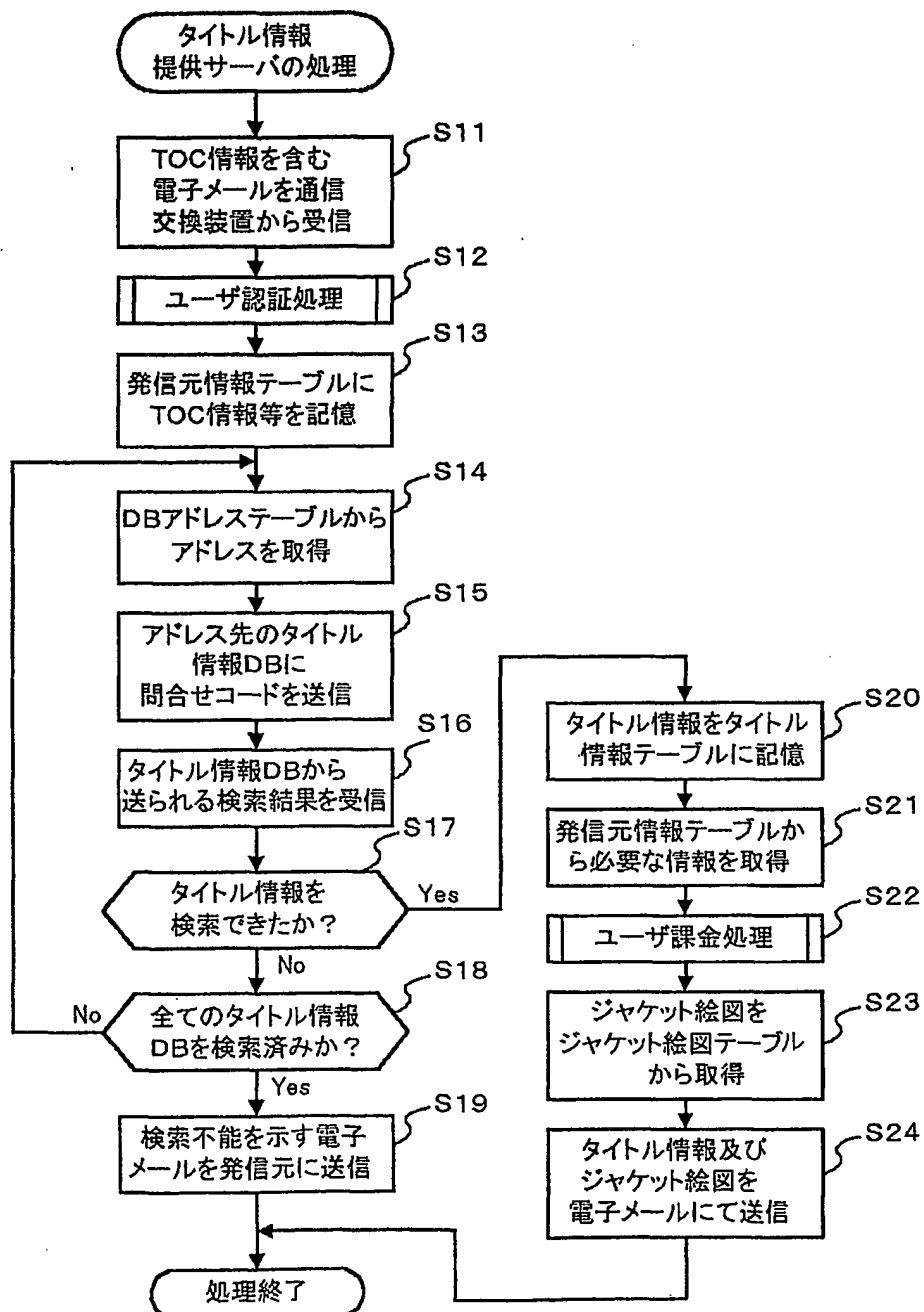 タイトル情報
提供サーバの処理
S11
TOC情報を含む
電子メールを通信
交換装置から受信
S12
ユーザ認証処理
S13
発信元情報テーブルに
TOC情報等を記憶
S14
DBアドレステーブルから
アドレスを取得
S15
アドレス先のタイトル
情報DBに
問合せコードを送信
S16
タイトル情報DBから
送られる検索結果を受信
S17
タイトル情報を
検索できたか?
Yes
No
S18
全てのタイトル情報
DBを検索済みか?
No
Yes
S19
検索不能を示す電子
メールを発信元に送信
処理終了
S20
タイトル情報をタイトル
情報テーブルに記憶
S21
発信元情報テーブルか
ら必要な情報を取得
S22
ユーザ課金処理
S23
ジャケット絵図を
ジャケット絵図テーブル
から取得
S24
タイトル情報及び
ジャケット絵図を
電子メールにて送信